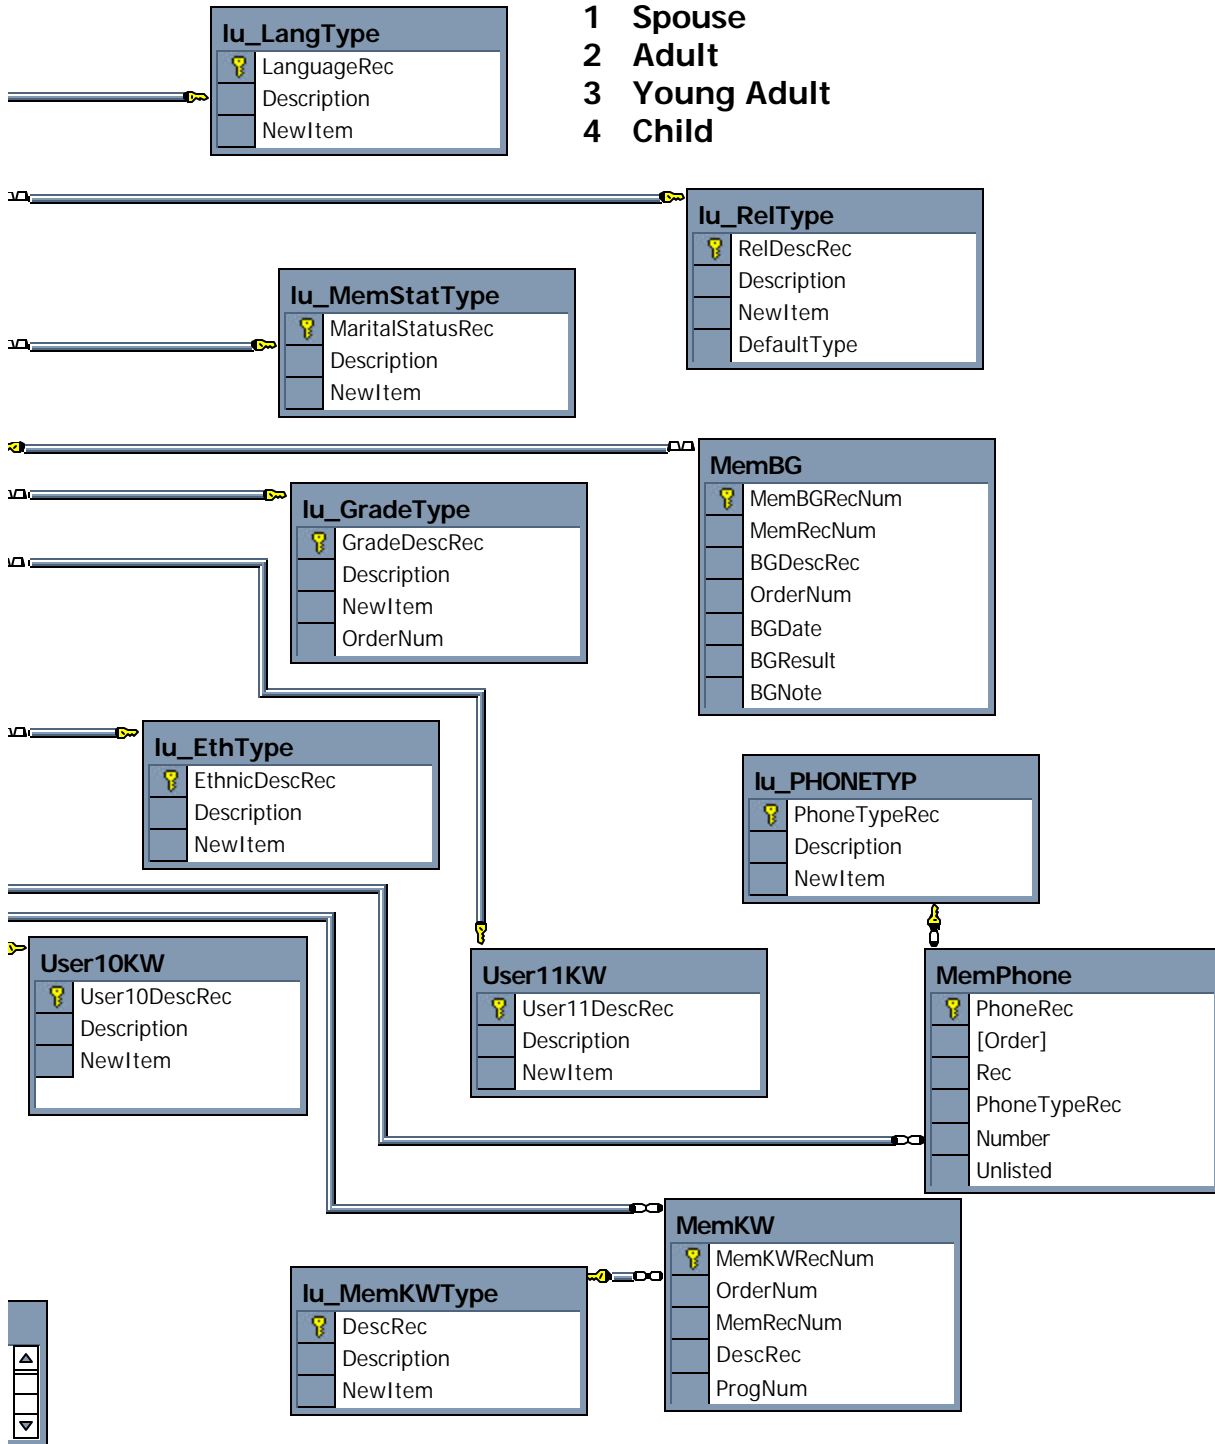 lu_LangType
LanguageRec
Description
NewItem
1 Spouse
2 Adult
3 Young Adult
4 Child
lu_RelType
RelDescRec
Description
NewItem
DefaultType
lu_MemStatType
MaritalStatusRec
Description
NewItem
MemBG
MemBGRecNum
MemRecNum
BGDescRec
OrderNum
BGDate
BGResult
BGNote
lu_GradeType
GradeDescRec
Description
NewItem
OrderNum
lu_EthType
EthnicDescRec
Description
NewItem
lu_PHONETYP
PhoneTypeRec
Description
NewItem
User10KW
User10DescRec
Description
NewItem
User11KW
User11DescRec
Description
NewItem
MemPhone
PhoneRec
[Order]
Rec
PhoneTypeRec
Number
Unlisted
MemKW
MemKWRecNum
OrderNum
MemRecNum
DescRec
ProgNum
lu_MemKWType
DescRec
Description
NewItem